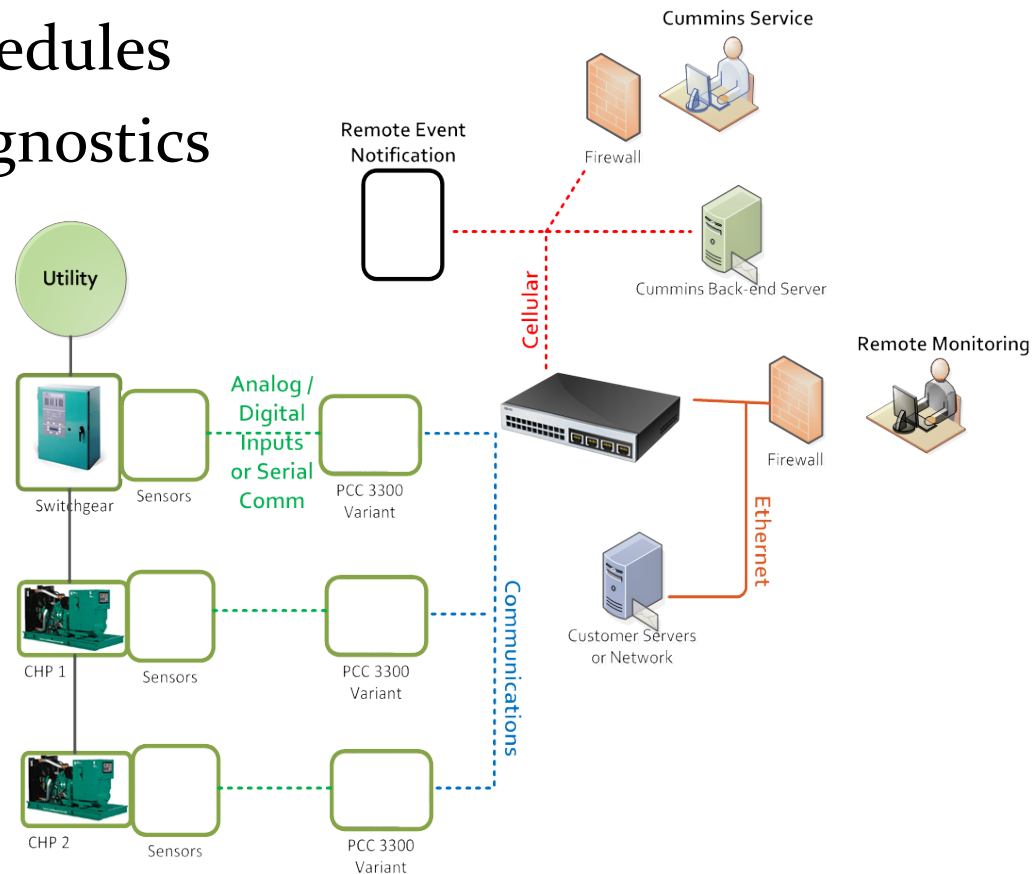 edules
gnostics
Cummins Service
Firewall
Remote Event
Notification
Cummins Back-end Server
Cellular
Utility
Remote Monitoring
Firewall
Analog /
Digital
Inputs
or Serial
Comm
Switchgear
Sensors
PCC 3300
Variant
Ethernet
Customer Servers
or Network
Communications
CHP 1
Sensors
PCC 3300
Variant
CHP 2
Sensors
PCC 3300
Variant